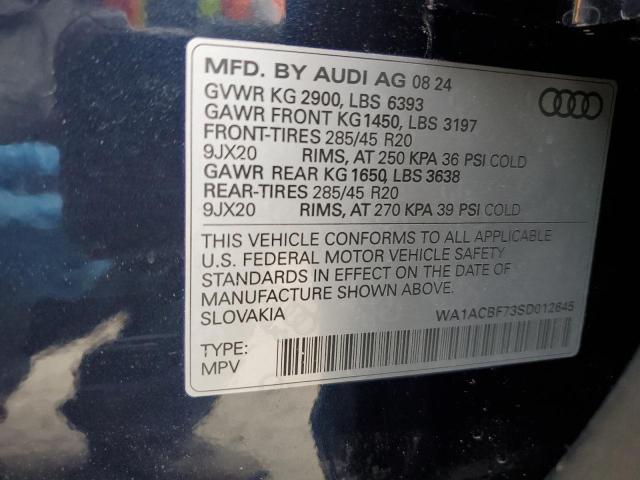 MFD. BY AUDI AG 08 24
GVWR KG 2900, LBS 6393
GAWR FRONT KG1450, LBS 3197
FRONT-TIRES 285/45 R20
9JX20 RIMS, AT 250 KPA 36 PSI COLD
GAWR REAR KG 1650, LBS 3638
REAR-TIRES 285/45 R20
9JX20 RIMS, AT 270 KPA 39 PSI COLD
THIS VEHICLE CONFORMS TO ALL APPLICABLE
U.S. FEDERAL MOTOR VEHICLE SAFETY
STANDARDS IN EFFECT ON THE DATE OF
MANUFACTURE SHOWN ABOVE.
SLOVAKIA WA1ACBF73SD012645
TYPE:
MPV